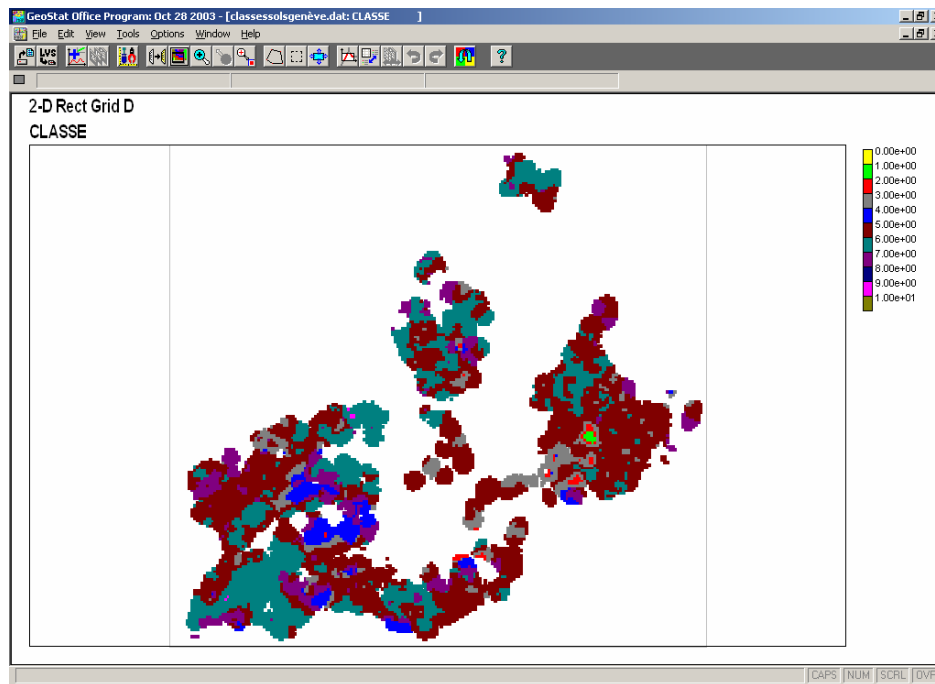 GeoStat Office Program: Oct 28 2003 - [classessolsgenève.dat: CLASSE ]
File Edit View Tools Options Window Help
LVS
2-D Rect Grid D
CLASSE
0.00e+00
1.00e+00
2.00e+00
3.00e+00
4.00e+00
5.00e+00
6.00e+00
7.00e+00
8.00e+00
9.00e+00
1.00e+01
CAPS NUM SCRL OVR